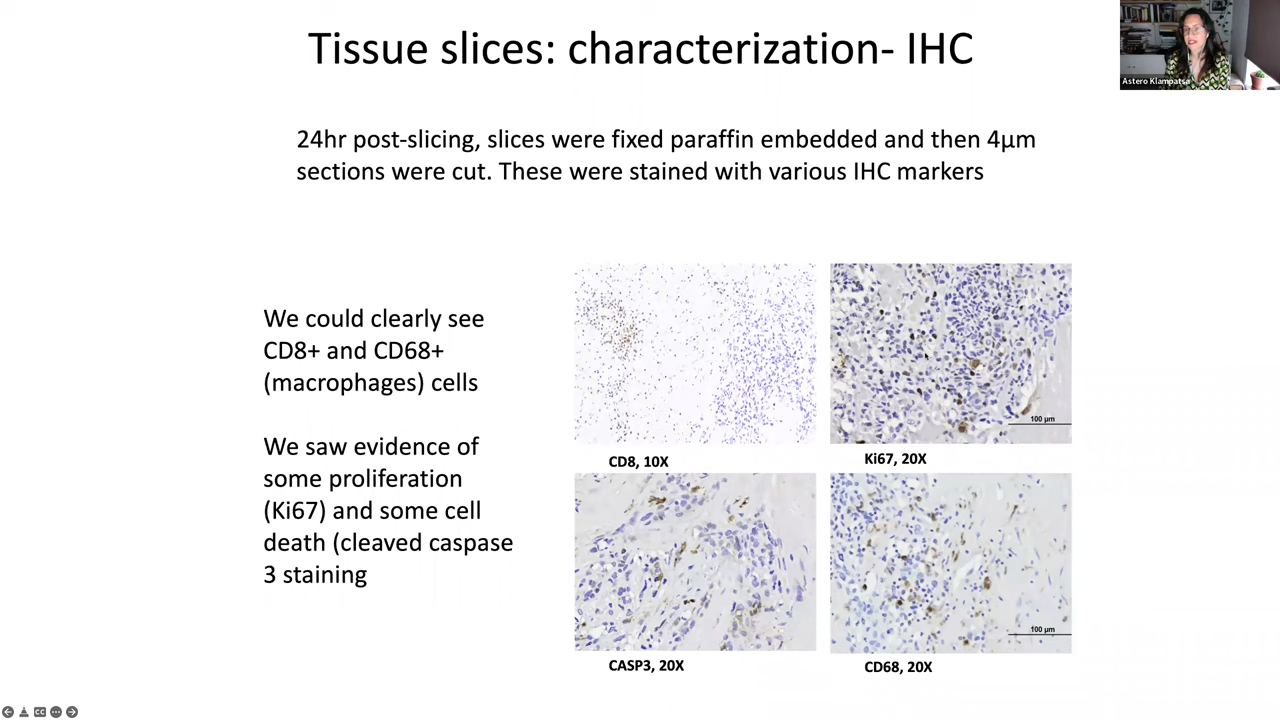 Tissue slices: characterization- IHC
Astero Klampatsa
24hr post-slicing, slices were fixed paraffin embedded and then 4µm
sections were cut. These were stained with various IHC markers
We could clearly see
CD8+ and CD68+
(macrophages) cells
We saw evidence of
some proliferation
(Ki67) and some cell
death (cleaved caspase
3 staining
100 µm
CD8, 10X
Ki67, 20X
100 µm
CASP3, 20X
CD68, 20X
CC